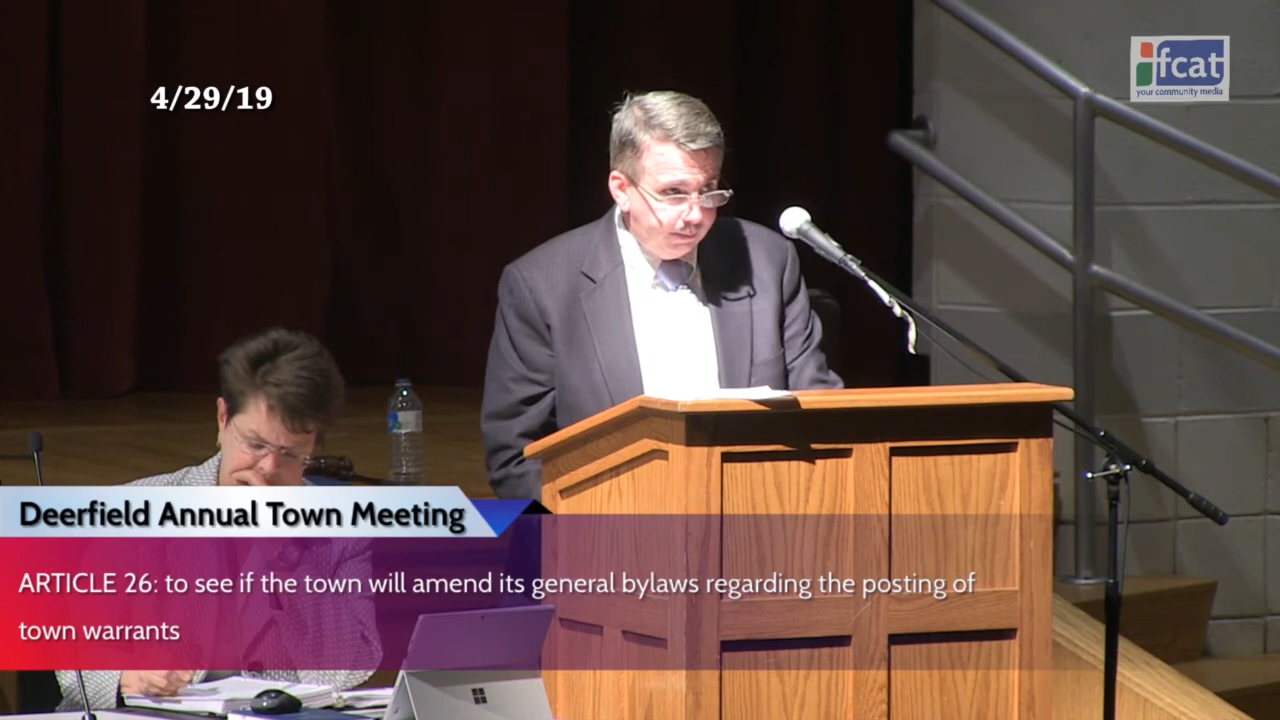 4/29/19
fcat
your community media
Deerfield Annual Town Meeting
ARTICLE 26: to see if the town will amend its general bylaws regarding the posting of
town warrants